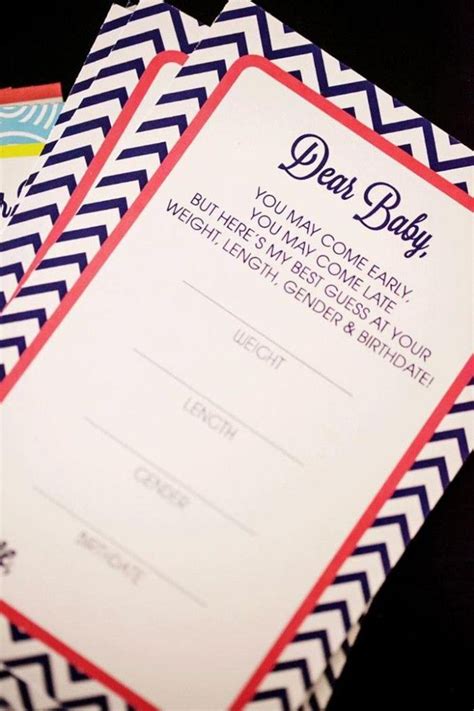 Dear Baby,
YOU MAY COME EARLY,
YOU MAY COME LATE
BUT HERE'S MY BEST GUESS AT YOUR
WEIGHT, LENGTH, GENDER & BIRTHDATE!
WEIGHT
LENGTH
GENDER
BIRTHDATE